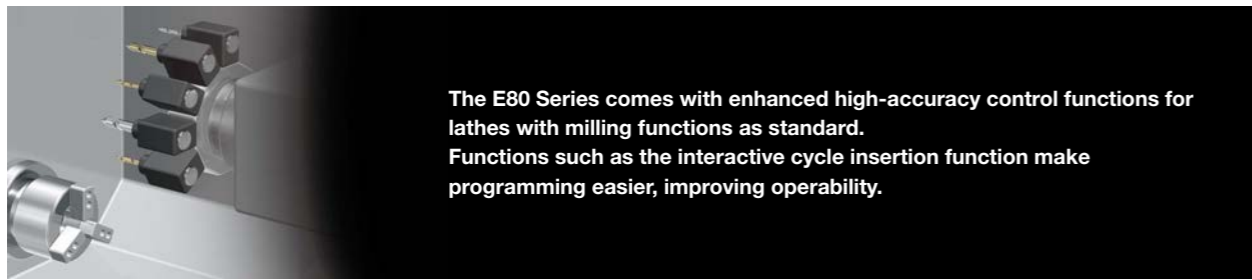 The E80 Series comes with enhanced high-accuracy control functions for
lathes with milling functions as standard.
Functions such as the interactive cycle insertion function make
programming easier, improving operability.